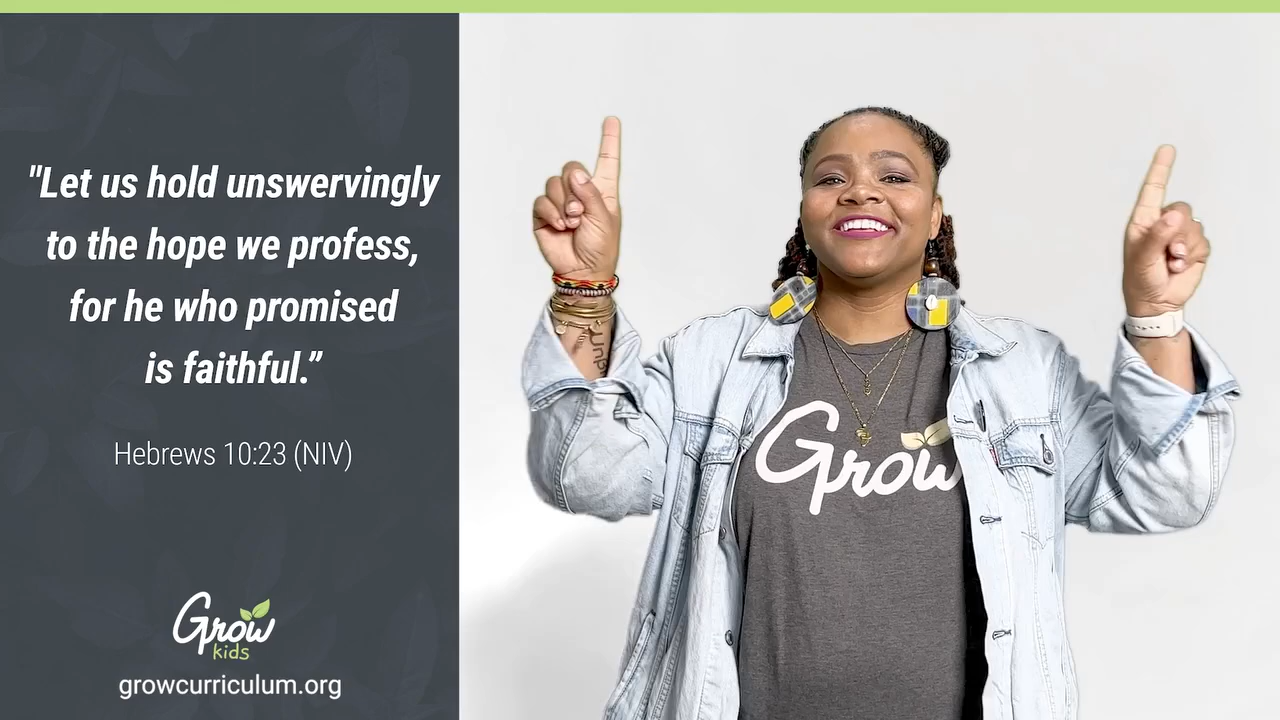 "Let us hold unswervingly
to the hope we profess,
for he who promised
is faithful.”
Hebrews 10:23 (NIV)
Grow
kids
growcurriculum.org
Grow